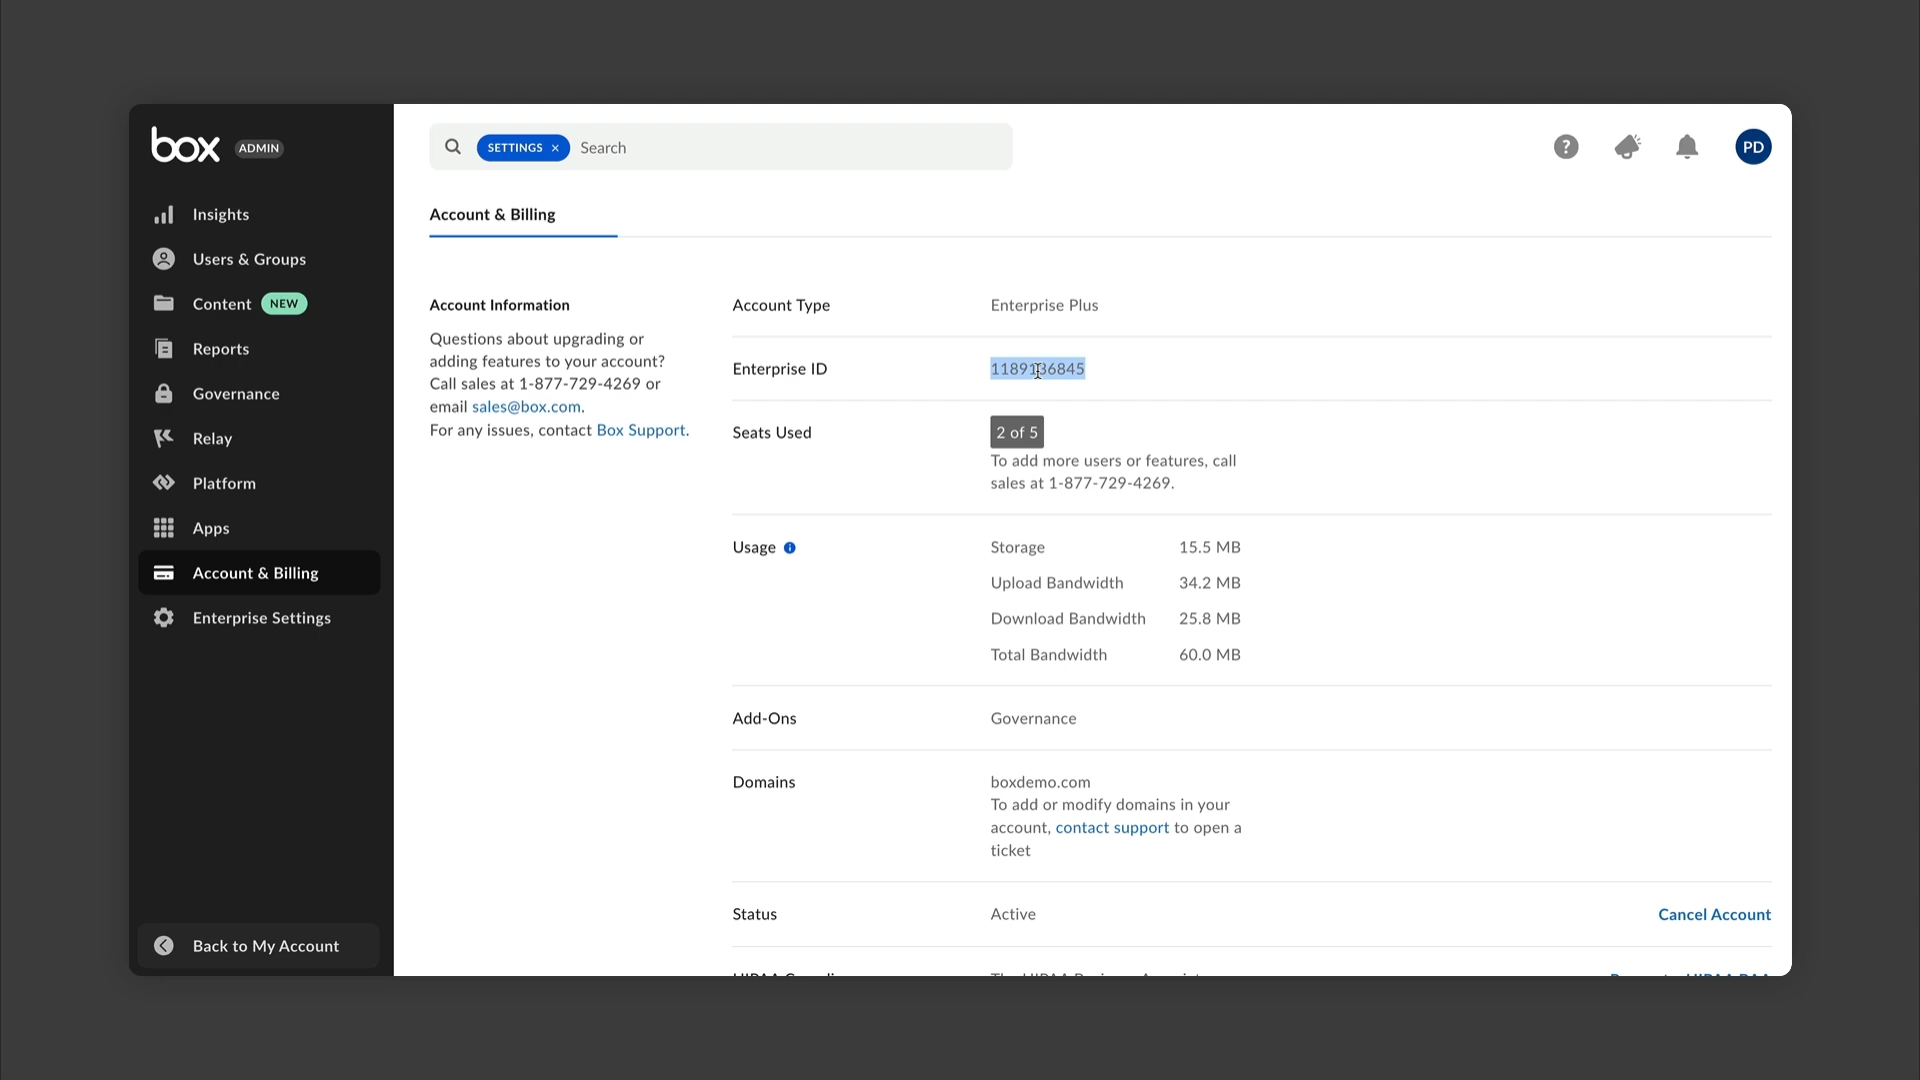 box ADMIN
SETTINGS × Search
PD
Insights
Users & Groups
Content NEW
Reports
Governance
Relay
Platform
Apps
Account & Billing
Enterprise Settings
Back to My Account
Account & Billing
Account Information
Questions about upgrading or
adding features to your account?
Call sales at 1-877-729-4269 or
email sales@box.com.
For any issues, contact Box Support.
Account Type Enterprise Plus
Enterprise ID 1189136845
Seats Used 2 of 5
To add more users or features, call
sales at 1-877-729-4269.
Usage
Storage 15.5 MB
Upload Bandwidth 34.2 MB
Download Bandwidth 25.8 MB
Total Bandwidth 60.0 MB
Add-Ons Governance
Domains boxdemo.com
To add or modify domains in your
account, contact support to open a
ticket
Status Active Cancel Account